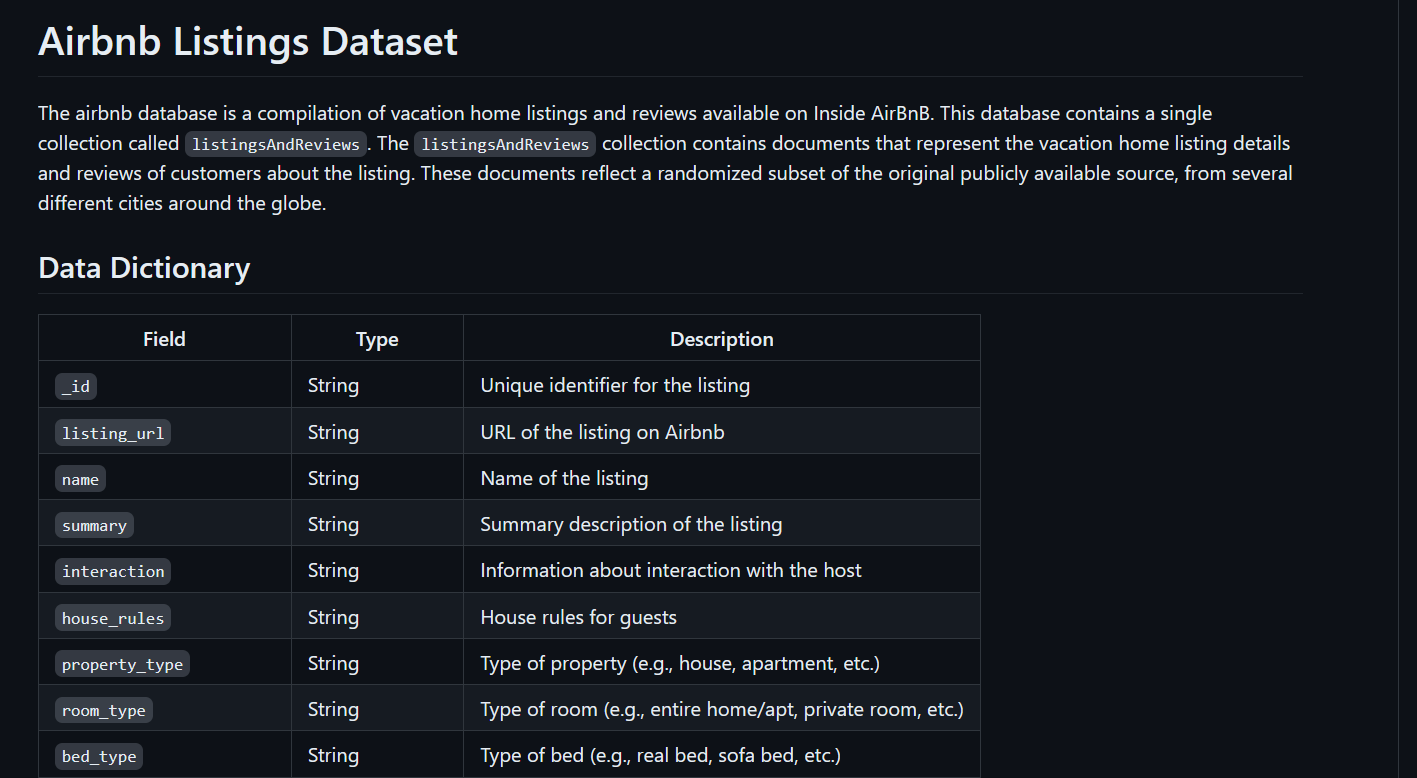 Airbnb Listings Dataset
The airbnb database is a compilation of vacation home listings and reviews available on Inside AirBnB. This database contains a single
collection called listingsAndReviews. The listingsAndReviews collection contains documents that represent the vacation home listing details
and reviews of customers about the listing. These documents reflect a randomized subset of the original publicly available source, from several
different cities around the globe.
Data Dictionary
Field Type Description
_id String Unique identifier for the listing
listing_url String URL of the listing on Airbnb
name String Name of the listing
summary String Summary description of the listing
interaction String Information about interaction with the host
house_rules String House rules for guests
property_type String Type of property (e.g., house, apartment, etc.)
room_type String Type of room (e.g., entire home/apt, private room, etc.)
bed_type String Type of bed (e.g., real bed, sofa bed, etc.)